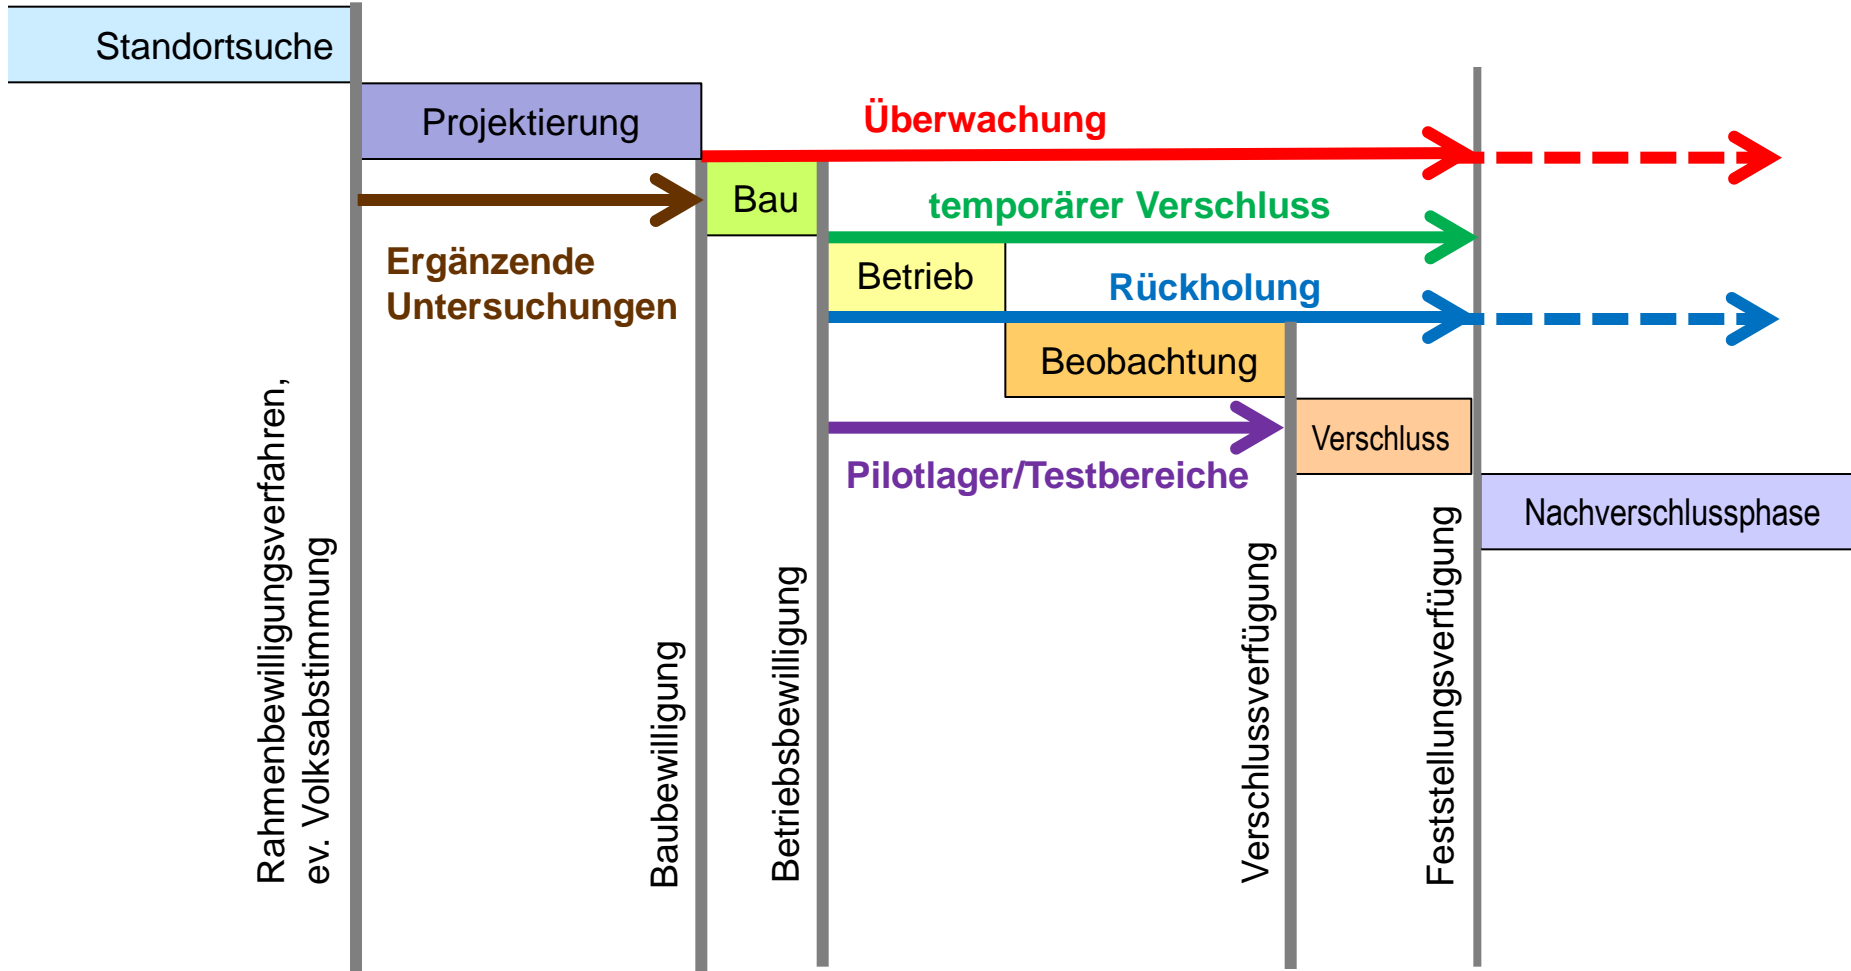 Standortsuche
Projektierung
Überwachung
Bau
temporärer Verschluss
Ergänzende
Untersuchungen
Betrieb
Rückholung
Beobachtung
Verschluss
Pilotlager/Testbereiche
Nachverschlussphase
Rahmenbewilligungsverfahren,
ev. Volksabstimmung
Baubewilligung
Betriebsbewilligung
Verschlussverfügung
Feststellungsverfügung